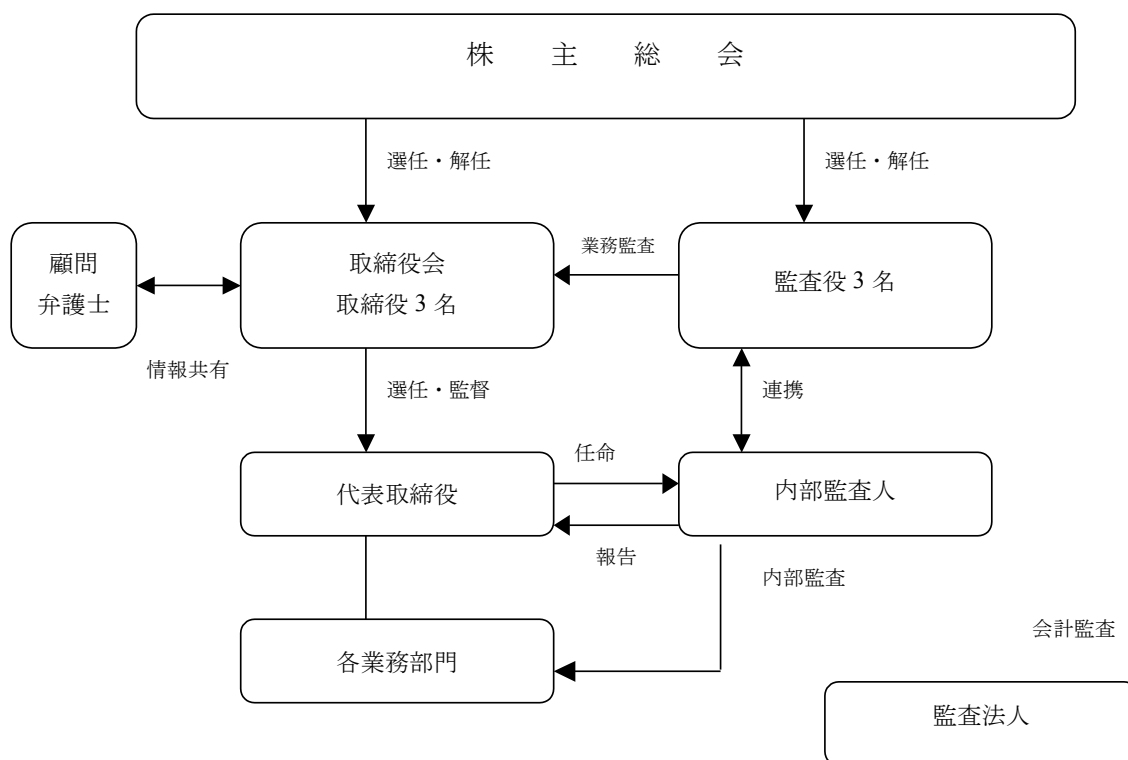 株 主 総 会
選任・解任
選任・解任
顧問
弁護士
取締役会
取締役 3 名
業務監査
監査役 3 名
情報共有
選任・監督
連携
代表取締役
任命
内部監査人
報告
内部監査
各業務部門
会計監査
監査法人